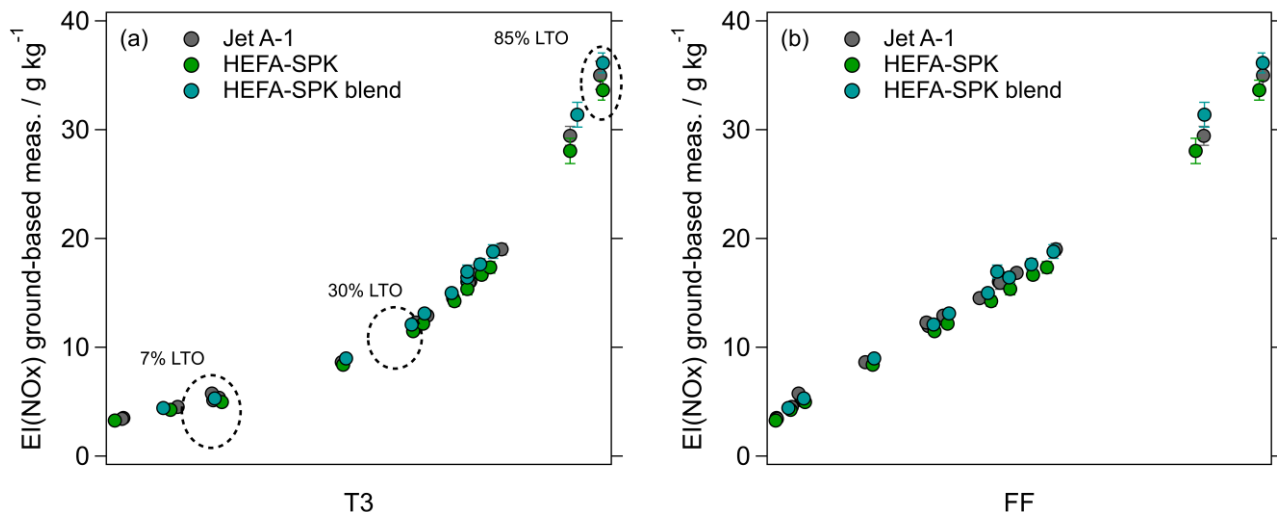 EI(NOx) ground-based meas. / g kg⁻¹
40
30
20
10
0
(a)
Jet A-1
HEFA-SPK
HEFA-SPK blend
85% LTO
30% LTO
7% LTO
T3
EI(NOx) ground-based meas. / g kg⁻¹
40
30
20
10
0
(b)
Jet A-1
HEFA-SPK
HEFA-SPK blend
FF